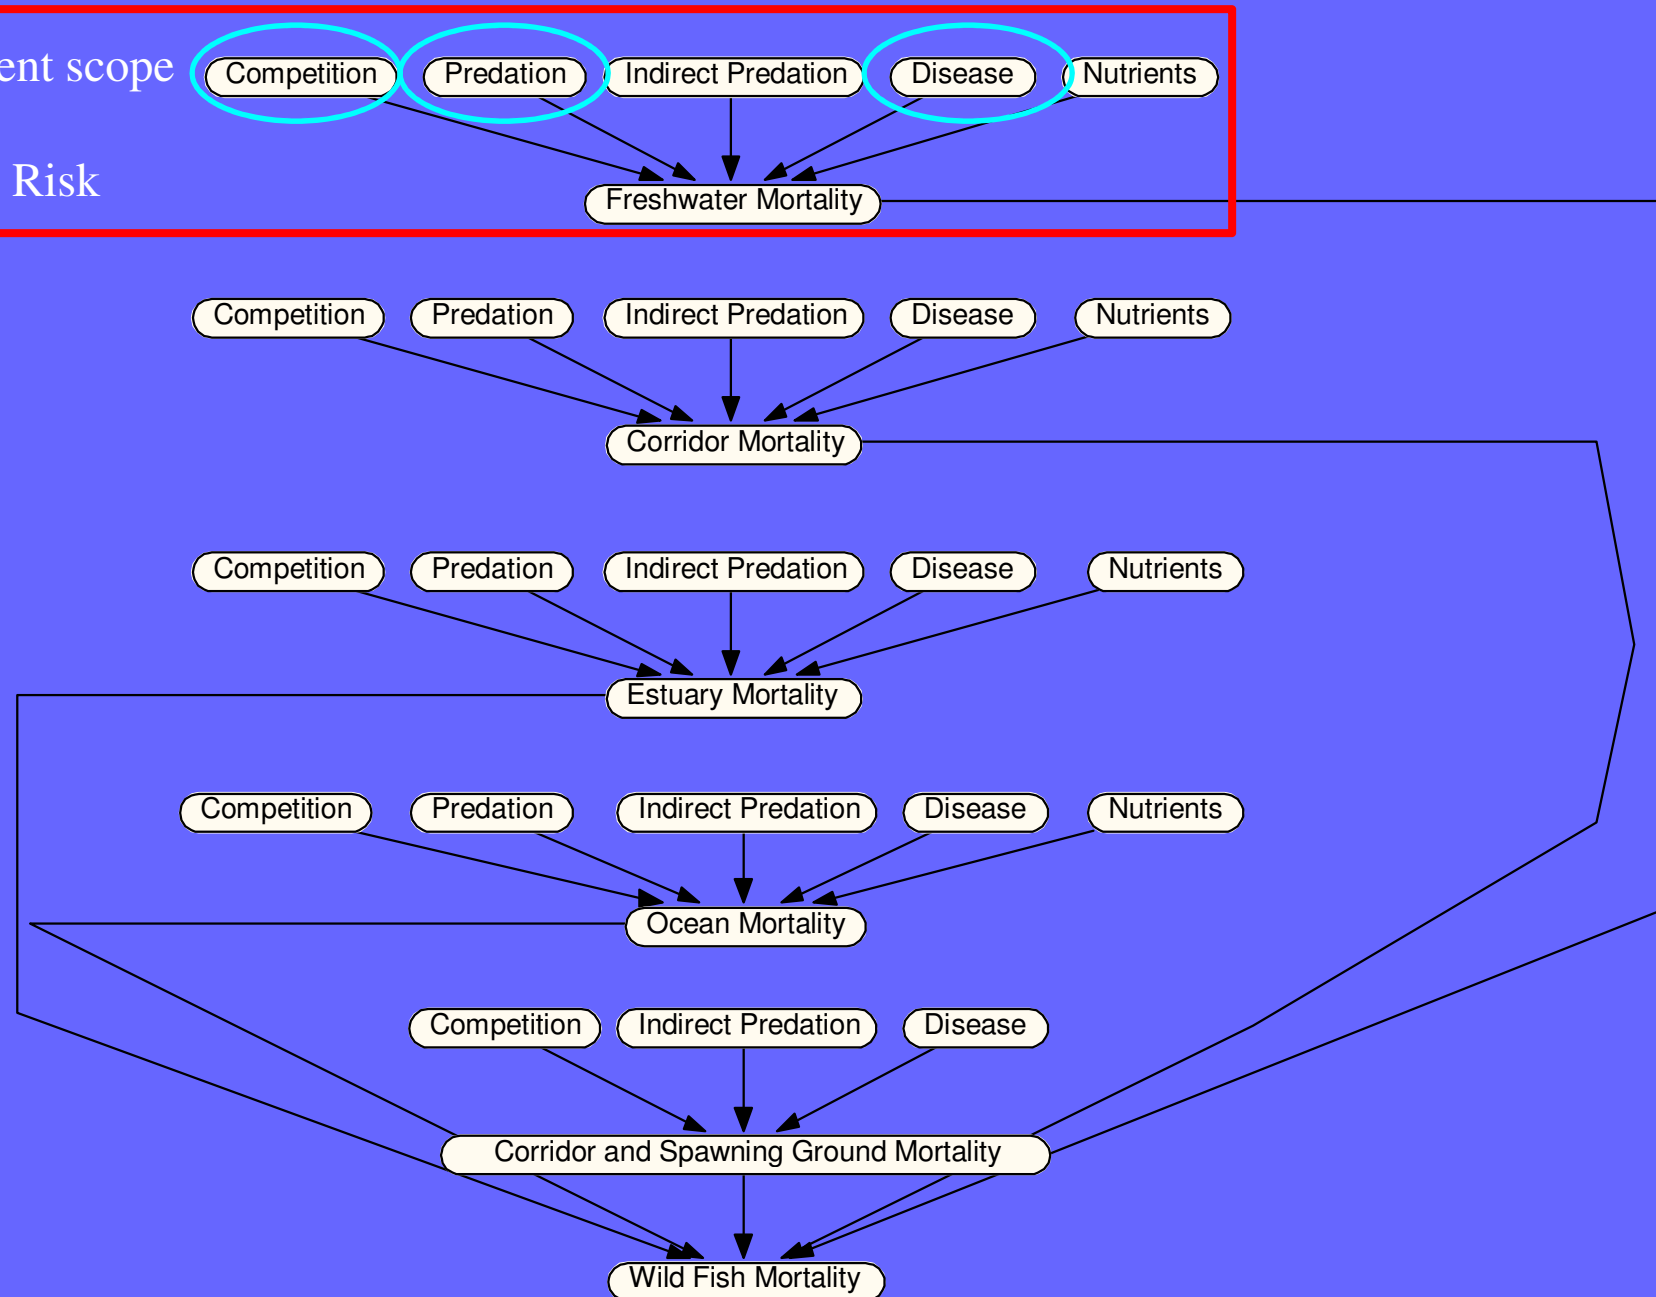 scope
Competition Predation Indirect Predation Disease Nutrients
Risk
Freshwater Mortality
Competition Predation Indirect Predation Disease Nutrients
Corridor Mortality
Competition Predation Indirect Predation Disease Nutrients
Estuary Mortality
Competition Predation Indirect Predation Disease Nutrients
Ocean Mortality
Competition Indirect Predation Disease
Corridor and Spawning Ground Mortality
Wild Fish Mortality